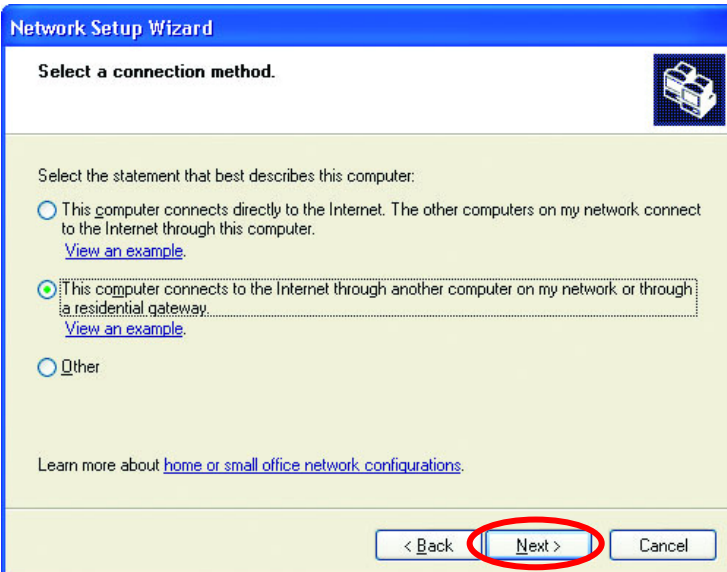 Network Setup Wizard
Select a connection method.
Select the statement that best describes this computer:
This computer connects directly to the Internet. The other computers on my network connect
to the Internet through this computer.
View an example.
This computer connects to the Internet through another computer on my network or through
a residential gateway.
View an example.
Other
Learn more about home or small office network configurations.
< Back Next > Cancel